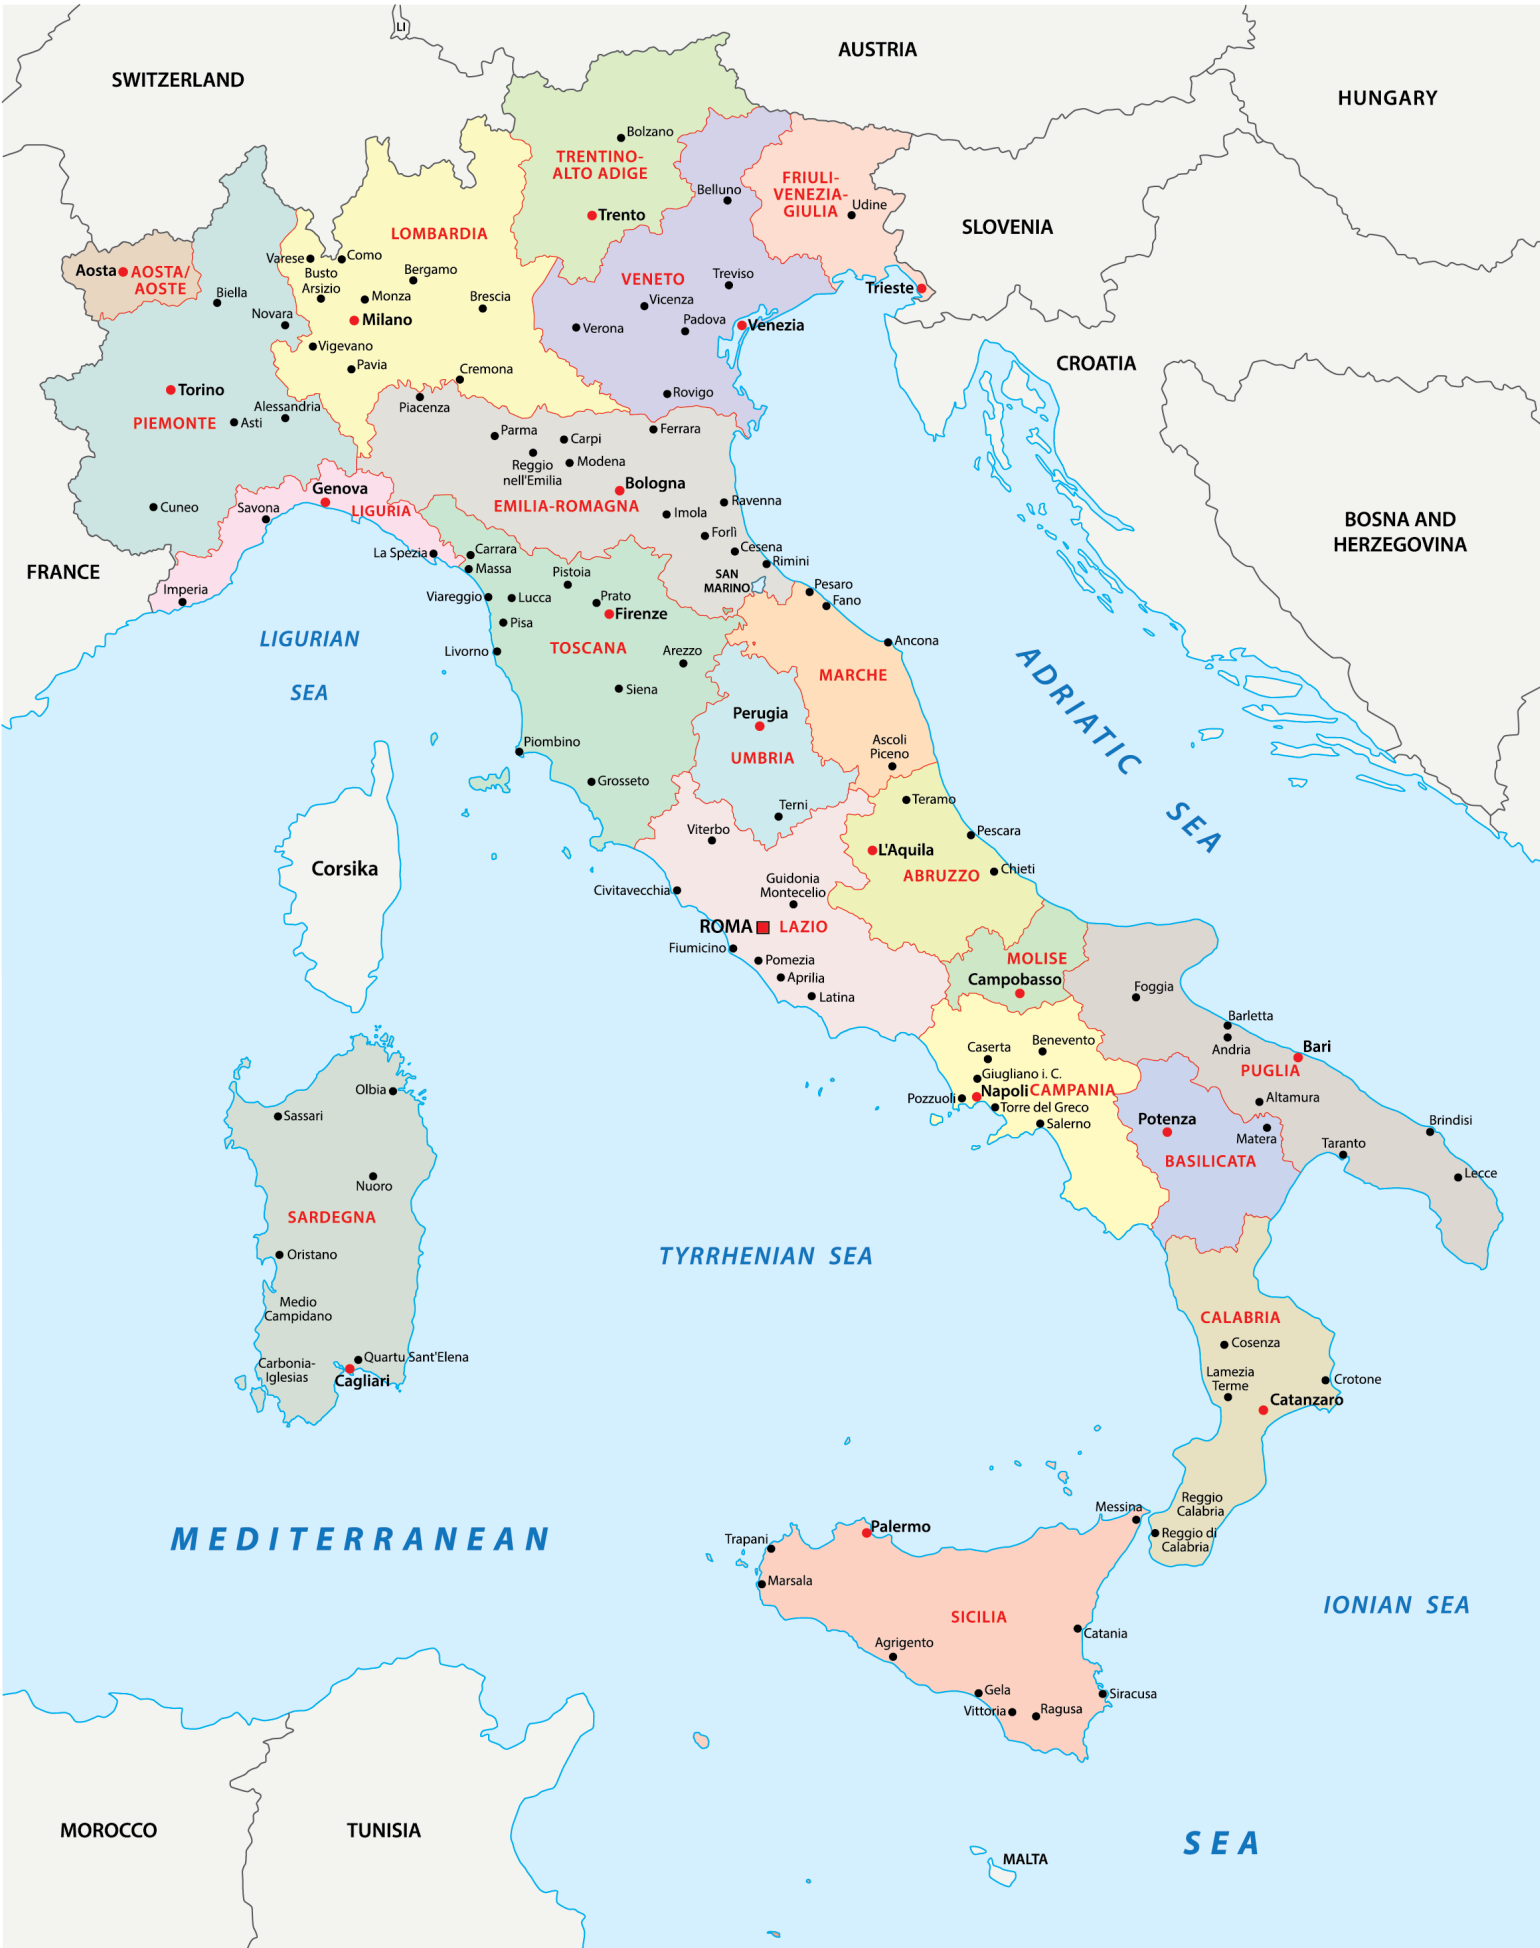 LI
AUSTRIA
SWITZERLAND
HUNGARY
Bolzano
TRENTINO-
ALTO ADIGE
FRIULI-
VENEZIA-
GIULIA
Belluno
Udine
Trento
SLOVENIA
LOMBARDIA
Varese
Como
Aosta
AOSTA/
AOSTE
Busto
Arsizio
Bergamo
VENETO
Treviso
Trieste
Biella
Monza
Brescia
Vicenza
Novara
Milano
Verona
Padova
Venezia
Vigevano
Pavia
Cremona
CROATIA
Torino
Rovigo
PIEMONTE
Asti
Alessandria
Piacenza
Parma
Carpi
Ferrara
Reggio
nell'Emilia
Modena
Genova
Bologna
Cuneo
Savona
LIGURIA
EMILIA-ROMAGNA
Ravenna
Imola
BOSNA AND
HERZEGOVINA
Forlì
La Spezia
Carrara
Cesena
FRANCE
Massa
Pistoia
SAN
MARINO
Rimini
Imperia
Viareggio
Lucca
Prato
Pesaro
Fano
Pisa
Firenze
LIGURIAN
SEA
Livorno
TOSCANA
Arezzo
Ancona
MARCHE
ADRIATIC
SEA
Siena
Perugia
Piombino
UMBRIA
Ascoli
Piceno
Grosseto
Terni
Teramo
Viterbo
Pescara
L'Aquila
Corsika
ABRUZZO
Chieti
Civitavecchia
Guidonia
Montecelio
ROMA
LAZIO
Fiumicino
Pomezia
MOLISE
Aprilia
Campobasso
Latina
Foggia
Barletta
Andria
Bari
Caserta
Benevento
PUGLIA
Giugliano i. C.
Napoli
CAMPANIA
Pozzuoli
Torre del Greco
Altamura
Salerno
Potenza
Matera
Brindisi
Olbia
Sassari
Taranto
BASILICATA
Lecce
Nuoro
SARDEGNA
Oristano
TYRRHENIAN SEA
Medio
Campidano
CALABRIA
Cosenza
Carbonia-
Iglesias
Quartu Sant'Elena
Cagliari
Lamezia
Terme
Crotone
Catanzaro
Reggio
Calabria
Messina
MEDITERRANEAN
Trapani
Palermo
Reggio di
Calabria
Marsala
IONIAN SEA
SICILIA
Catania
Agrigento
Gela
Siracusa
Vittoria
Ragusa
MOROCCO
TUNISIA
SEA
MALTA